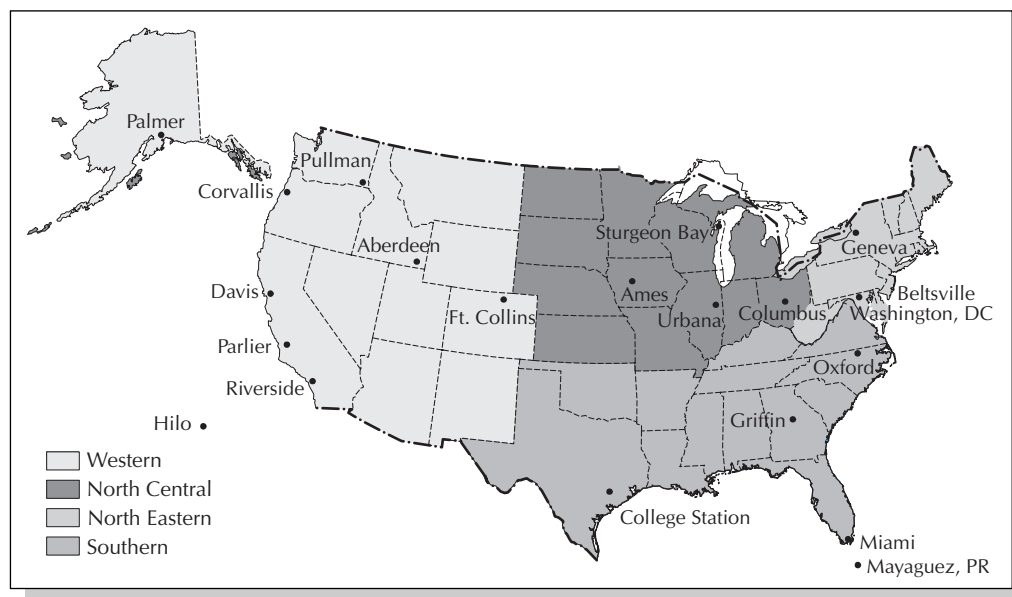 Palmer
Pullman
Corvallis
Sturgeon Bay
Aberdeen
Geneva
Davis
Ames
Beltsville
Ft. Collins
Urbana
Columbus
Washington, DC
Parlier
Oxford
Riverside
Griffin
Hilo
Western
North Central
North Eastern
Southern
College Station
Miami
Mayaguez, PR